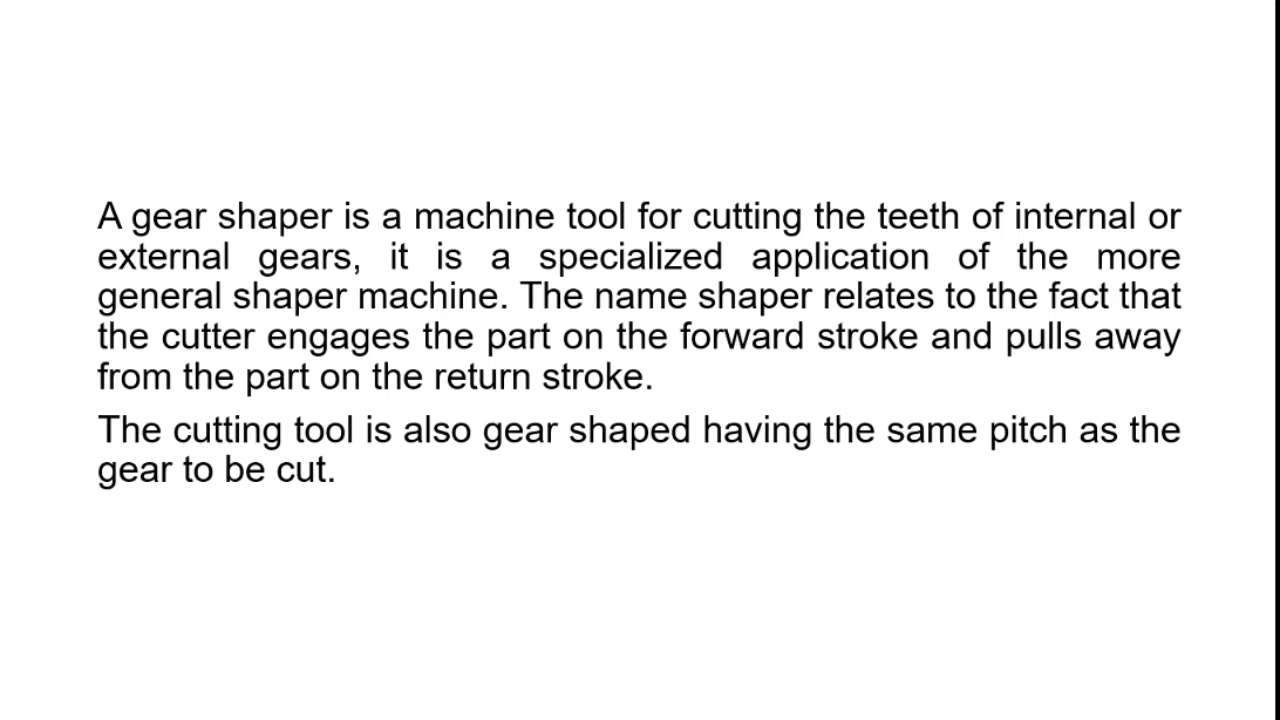 A gear shaper is a machine tool for cutting the teeth of internal or
external gears, it is a specialized application of the more
general shaper machine. The name shaper relates to the fact that
the cutter engages the part on the forward stroke and pulls away
from the part on the return stroke.
The cutting tool is also gear shaped having the same pitch as the
gear to be cut.